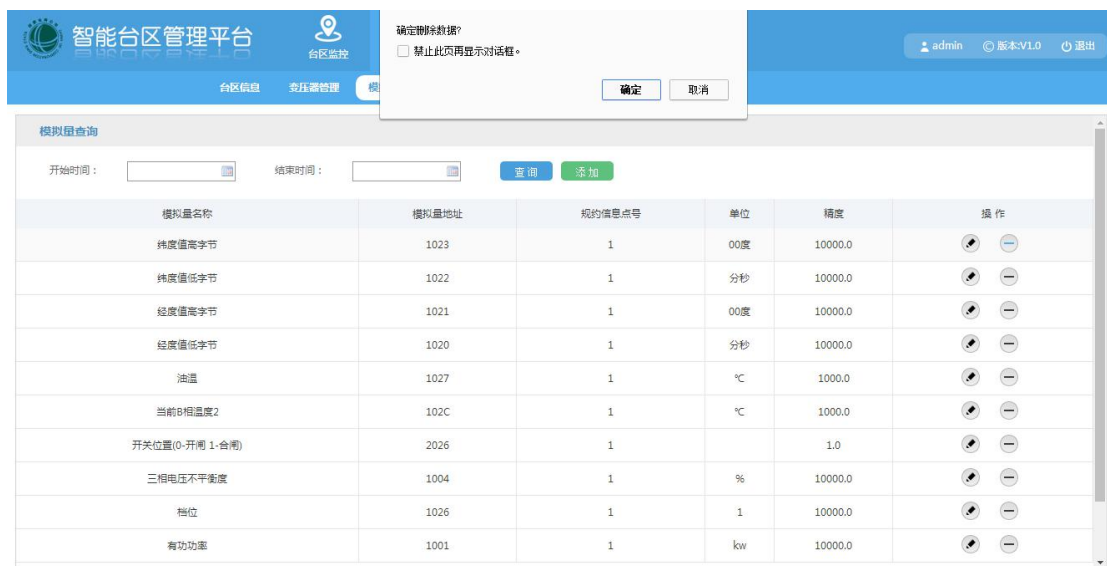 智能台区管理平台
台区监控
确定删除数据?
禁止此页再显示对话框。
确定 取消
admin ©版本:V1.0 退出
台区信息 变压器管理 模
模拟量查询
开始时间： 结束时间： 查询 添加
模拟量名称 模拟量地址 规约信息点号 单位 精度 操作
纬度值高字节 1023 1 00度 10000.0
纬度值低字节 1022 1 分秒 10000.0
经度值高字节 1021 1 00度 10000.0
经度值低字节 1020 1 分秒 10000.0
油温 1027 1 ℃ 1000.0
当前B相温度2 102C 1 ℃ 1000.0
开关位置(0-开闸 1-合闸) 2026 1 1.0
三相电压不平衡度 1004 1 % 10000.0
档位 1026 1 1 10000.0
有功功率 1001 1 kw 10000.0